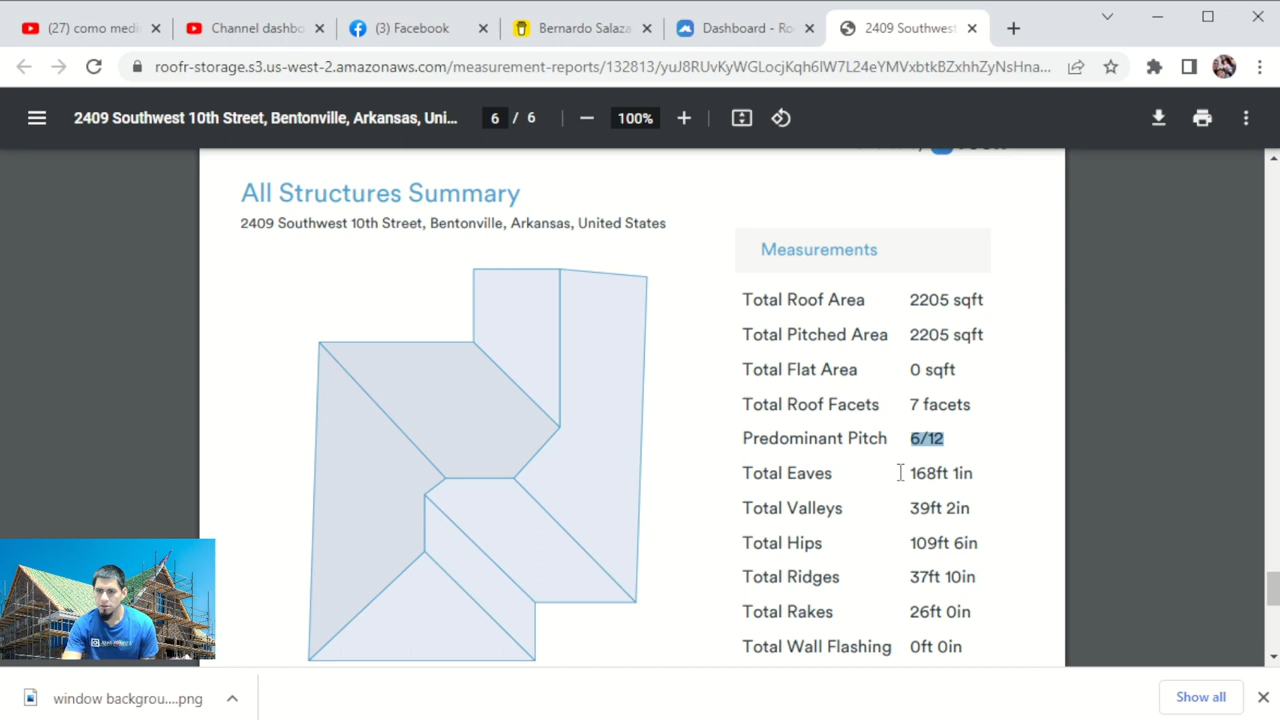 (27) como medi
Channel dashbo
(3) Facebook
Bernardo Salaza
Dashboard - Ro
2409 Southwest
roofr-storage.s3.us-west-2.amazonaws.com/measurement-reports/132813/yuJ8RUvKyWGLocjKqh6IW7L24eYMVxbtkBZxhhZyNsHna...
2409 Southwest 10th Street, Bentonville, Arkansas, Uni...
6 / 6
100%
All Structures Summary
2409 Southwest 10th Street, Bentonville, Arkansas, United States
Measurements
Total Roof Area 2205 sqft
Total Pitched Area 2205 sqft
Total Flat Area 0 sqft
Total Roof Facets 7 facets
Predominant Pitch 6/12
Total Eaves 168ft 1in
Total Valleys 39ft 2in
Total Hips 109ft 6in
Total Ridges 37ft 10in
Total Rakes 26ft 0in
Total Wall Flashing 0ft 0in
window backgrou....png
Show all